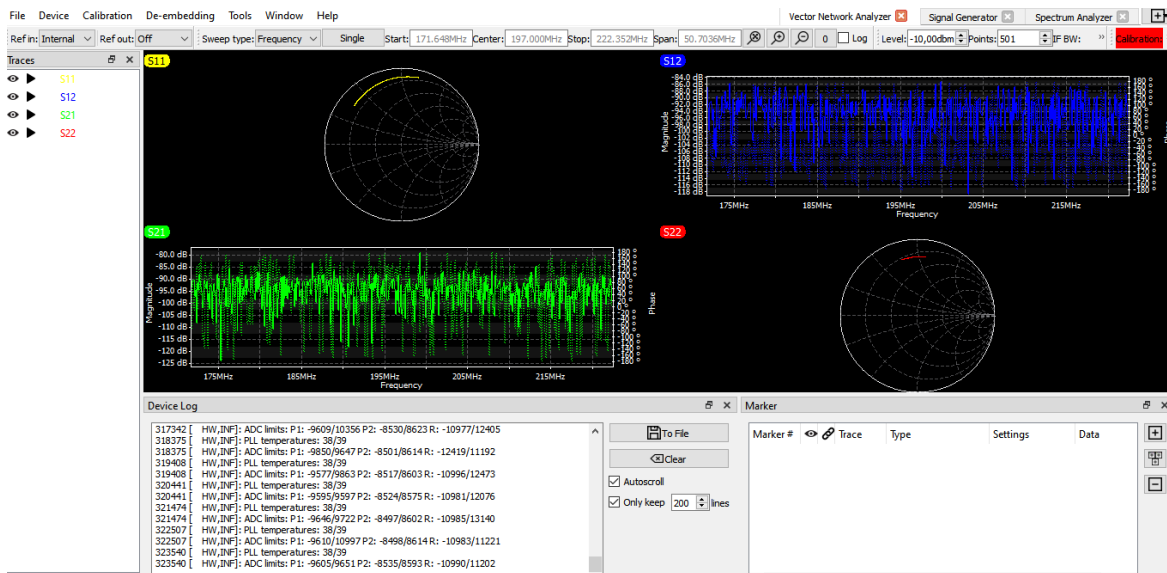 File Device Calibration De-embedding Tools Window Help
Vector Network Analyzer Signal Generator Spectrum Analyzer
Ref in: Internal Ref out: Off Sweep type: Frequency Single Start: 171.648MHz Center: 197.000MHz Stop: 222.352MHz Span: 50.7036MHz 0 Log Level: -10,00dbm Points: 501 IF BW: » Calibration:
Traces
S11
S12
S21
S22
S11
S12
-84.0 dB
-118 dB
Magnitude
175MHz 185MHz 195MHz 205MHz 215MHz
Frequency
S21
-80.0 dB
-85.0 dB
-90.0 dB
-95.0 dB
-100 dB
-105 dB
-110 dB
-115 dB
-120 dB
-125 dB
Magnitude
Phase
175MHz 185MHz 195MHz 205MHz 215MHz
Frequency
S22
Device Log
317342 [ HW,INF]: ADC limits: P1: -9609/10356 P2: -8530/8623 R: -10977/12405
318375 [ HW,INF]: PLL temperatures: 38/39
318375 [ HW,INF]: ADC limits: P1: -9850/9647 P2: -8501/8614 R: -12419/11192
319408 [ HW,INF]: PLL temperatures: 38/39
319408 [ HW,INF]: ADC limits: P1: -9577/9863 P2: -8517/8603 R: -10996/12473
320441 [ HW,INF]: PLL temperatures: 38/39
320441 [ HW,INF]: ADC limits: P1: -9595/9597 P2: -8524/8575 R: -10981/12076
321474 [ HW,INF]: PLL temperatures: 38/39
321474 [ HW,INF]: ADC limits: P1: -9646/9722 P2: -8497/8602 R: -10985/13140
322507 [ HW,INF]: PLL temperatures: 38/39
322507 [ HW,INF]: ADC limits: P1: -9610/10997 P2: -8498/8614 R: -10983/11221
323540 [ HW,INF]: PLL temperatures: 38/39
323540 [ HW,INF]: ADC limits: P1: -9605/9651 P2: -8535/8593 R: -10990/11202
To File
Clear
Autoscroll
Only keep 200 lines
Marker
Marker # Trace Type Settings Data